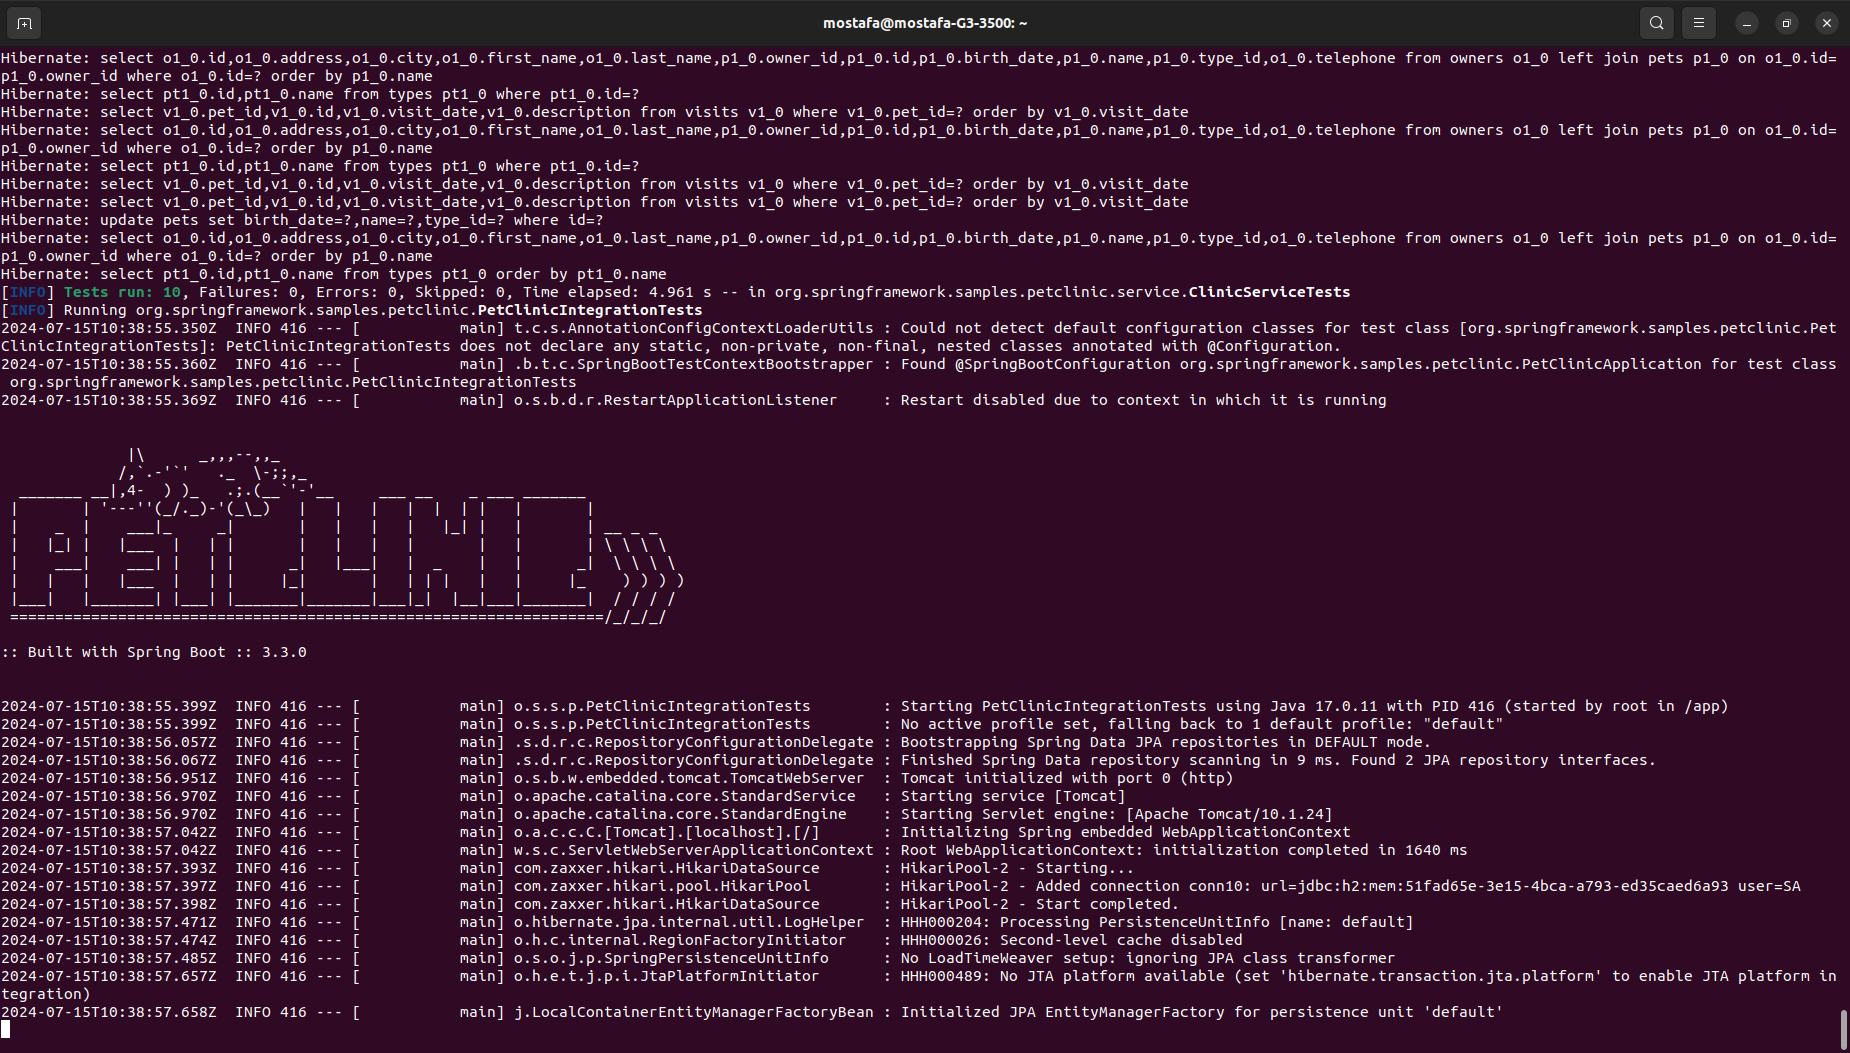 mostafa@mostafa-G3-3500: ~
Hibernate: select o1_0.id,o1_0.address,o1_0.city,o1_0.first_name,o1_0.last_name,p1_0.owner_id,p1_0.id,p1_0.birth_date,p1_0.name,p1_0.type_id,o1_0.telephone from owners o1_0 left join pets p1_0 on o1_0.id=
p1_0.owner_id where o1_0.id=? order by p1_0.name
Hibernate: select pt1_0.id,pt1_0.name from types pt1_0 where pt1_0.id=?
Hibernate: select v1_0.pet_id,v1_0.id,v1_0.visit_date,v1_0.description from visits v1_0 where v1_0.pet_id=? order by v1_0.visit_date
Hibernate: select o1_0.id,o1_0.address,o1_0.city,o1_0.first_name,o1_0.last_name,p1_0.owner_id,p1_0.id,p1_0.birth_date,p1_0.name,p1_0.type_id,o1_0.telephone from owners o1_0 left join pets p1_0 on o1_0.id=
p1_0.owner_id where o1_0.id=? order by p1_0.name
Hibernate: select pt1_0.id,pt1_0.name from types pt1_0 where pt1_0.id=?
Hibernate: select v1_0.pet_id,v1_0.id,v1_0.visit_date,v1_0.description from visits v1_0 where v1_0.pet_id=? order by v1_0.visit_date
Hibernate: select v1_0.pet_id,v1_0.id,v1_0.visit_date,v1_0.description from visits v1_0 where v1_0.pet_id=? order by v1_0.visit_date
Hibernate: update pets set birth_date=?,name=?,type_id=? where id=?
Hibernate: select o1_0.id,o1_0.address,o1_0.city,o1_0.first_name,o1_0.last_name,p1_0.owner_id,p1_0.id,p1_0.birth_date,p1_0.name,p1_0.type_id,o1_0.telephone from owners o1_0 left join pets p1_0 on o1_0.id=
p1_0.owner_id where o1_0.id=? order by p1_0.name
Hibernate: select pt1_0.id,pt1_0.name from types pt1_0 order by pt1_0.name
[INFO] Tests run: 10, Failures: 0, Errors: 0, Skipped: 0, Time elapsed: 4.961 s -- in org.springframework.samples.petclinic.service.ClinicServiceTests
[INFO] Running org.springframework.samples.petclinic.PetClinicIntegrationTests
2024-07-15T10:38:55.350Z  INFO 416 --- [           main] t.c.s.AnnotationConfigContextLoaderUtils : Could not detect default configuration classes for test class [org.springframework.samples.petclinic.Pet
ClinicIntegrationTests]: PetClinicIntegrationTests does not declare any static, non-private, non-final, nested classes annotated with @Configuration.
2024-07-15T10:38:55.360Z  INFO 416 --- [           main] .b.t.c.SpringBootTestContextBootstrapper : Found @SpringBootConfiguration org.springframework.samples.petclinic.PetClinicApplication for test class
 org.springframework.samples.petclinic.PetClinicIntegrationTests
2024-07-15T10:38:55.369Z  INFO 416 --- [           main] o.s.b.d.r.RestartApplicationListener     : Restart disabled due to context in which it is running
PETCLINIC
:: Built with Spring Boot :: 3.3.0
2024-07-15T10:38:55.399Z  INFO 416 --- [           main] o.s.s.p.PetClinicIntegrationTests        : Starting PetClinicIntegrationTests using Java 17.0.11 with PID 416 (started by root in /app)
2024-07-15T10:38:55.399Z  INFO 416 --- [           main] o.s.s.p.PetClinicIntegrationTests        : No active profile set, falling back to 1 default profile: "default"
2024-07-15T10:38:56.057Z  INFO 416 --- [           main] .s.d.r.c.RepositoryConfigurationDelegate : Bootstrapping Spring Data JPA repositories in DEFAULT mode.
2024-07-15T10:38:56.067Z  INFO 416 --- [           main] .s.d.r.c.RepositoryConfigurationDelegate : Finished Spring Data repository scanning in 9 ms. Found 2 JPA repository interfaces.
2024-07-15T10:38:56.951Z  INFO 416 --- [           main] o.s.b.w.embedded.tomcat.TomcatWebServer  : Tomcat initialized with port 0 (http)
2024-07-15T10:38:56.970Z  INFO 416 --- [           main] o.apache.catalina.core.StandardService   : Starting service [Tomcat]
2024-07-15T10:38:56.970Z  INFO 416 --- [           main] o.apache.catalina.core.StandardEngine    : Starting Servlet engine: [Apache Tomcat/10.1.24]
2024-07-15T10:38:57.042Z  INFO 416 --- [           main] o.a.c.c.C.[Tomcat].[localhost].[/]       : Initializing Spring embedded WebApplicationContext
2024-07-15T10:38:57.042Z  INFO 416 --- [           main] w.s.c.ServletWebServerApplicationContext : Root WebApplicationContext: initialization completed in 1640 ms
2024-07-15T10:38:57.393Z  INFO 416 --- [           main] com.zaxxer.hikari.HikariDataSource       : HikariPool-2 - Starting...
2024-07-15T10:38:57.397Z  INFO 416 --- [           main] com.zaxxer.hikari.pool.HikariPool        : HikariPool-2 - Added connection conn10: url=jdbc:h2:mem:51fad65e-3e15-4bca-a793-ed35caed6a93 user=SA
2024-07-15T10:38:57.398Z  INFO 416 --- [           main] com.zaxxer.hikari.HikariDataSource       : HikariPool-2 - Start completed.
2024-07-15T10:38:57.471Z  INFO 416 --- [           main] o.hibernate.jpa.internal.util.LogHelper  : HHH000204: Processing PersistenceUnitInfo [name: default]
2024-07-15T10:38:57.474Z  INFO 416 --- [           main] o.h.c.internal.RegionFactoryInitiator    : HHH000026: Second-level cache disabled
2024-07-15T10:38:57.485Z  INFO 416 --- [           main] o.s.o.j.p.SpringPersistenceUnitInfo      : No LoadTimeWeaver setup: ignoring JPA class transformer
2024-07-15T10:38:57.657Z  INFO 416 --- [           main] o.h.e.t.j.p.i.JtaPlatformInitiator       : HHH000489: No JTA platform available (set 'hibernate.transaction.jta.platform' to enable JTA platform in
tegration)
2024-07-15T10:38:57.658Z  INFO 416 --- [           main] j.LocalContainerEntityManagerFactoryBean : Initialized JPA EntityManagerFactory for persistence unit 'default'